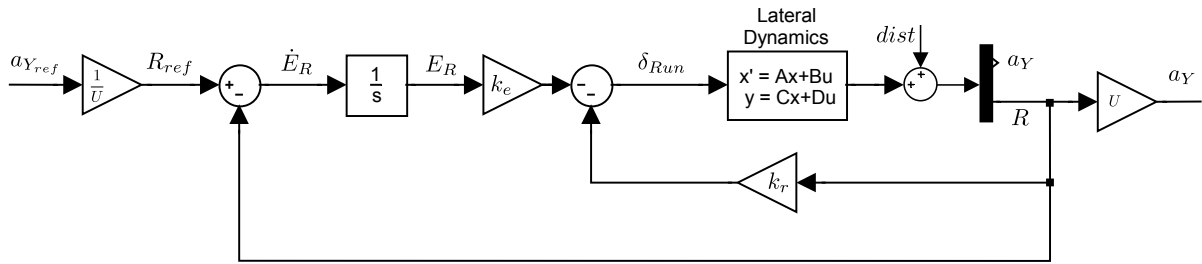 Lateral
Dynamics
a_{Y_{ref}}
1/U
R_{ref}
+
−
Ė_R
1/s
E_R
k_e
−
−
δ_{Run}
x' = Ax+Bu
y = Cx+Du
dist
+
+
a_Y
R
U
a_Y
k_r